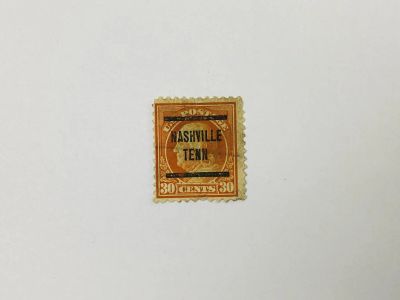 U.S. POSTAGE
NASHVILLE
TENN
30 CENTS 30